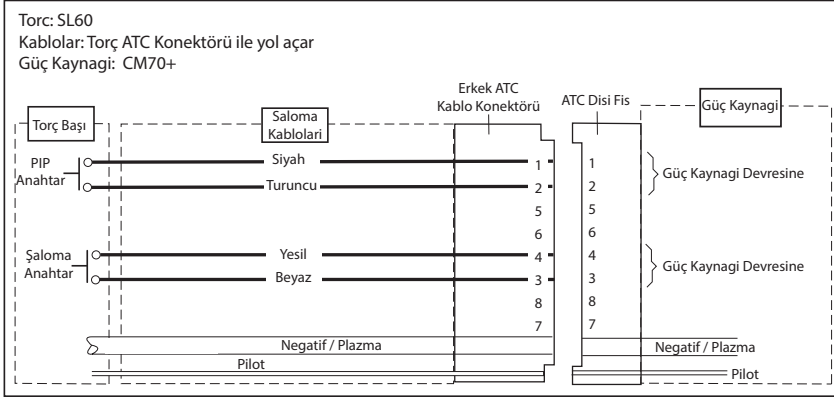 Torc: SL60
Kablolar: Torç ATC Konektörü ile yol açar
Güç Kaynagi: CM70+
Torç Başı
Saloma
Kablolari
Erkek ATC
Kablo Konektörü
ATC Disi Fis
Güç Kaynagi
PIP
Anahtar
Siyah
Turuncu
1
2
5
6
4
3
8
7
1
2
5
6
4
3
8
7
Güç Kaynagi Devresine
Şaloma
Anahtar
Yesil
Beyaz
Güç Kaynagi Devresine
Negatif / Plazma
Pilot
Negatif / Plazma
Pilot